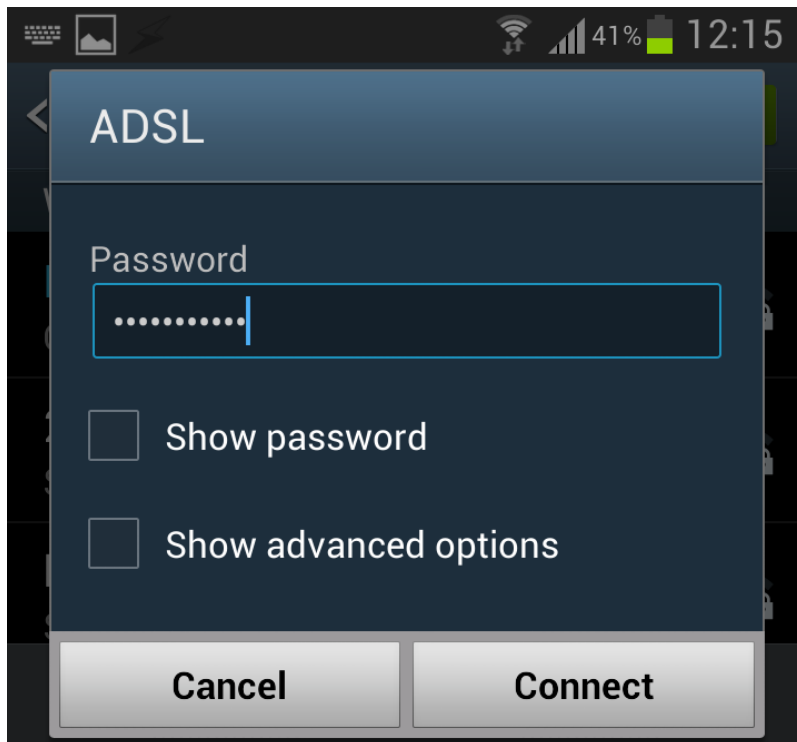 41% 12:15
ADSL
Password
•••••••••••
Show password
Show advanced options
Cancel Connect